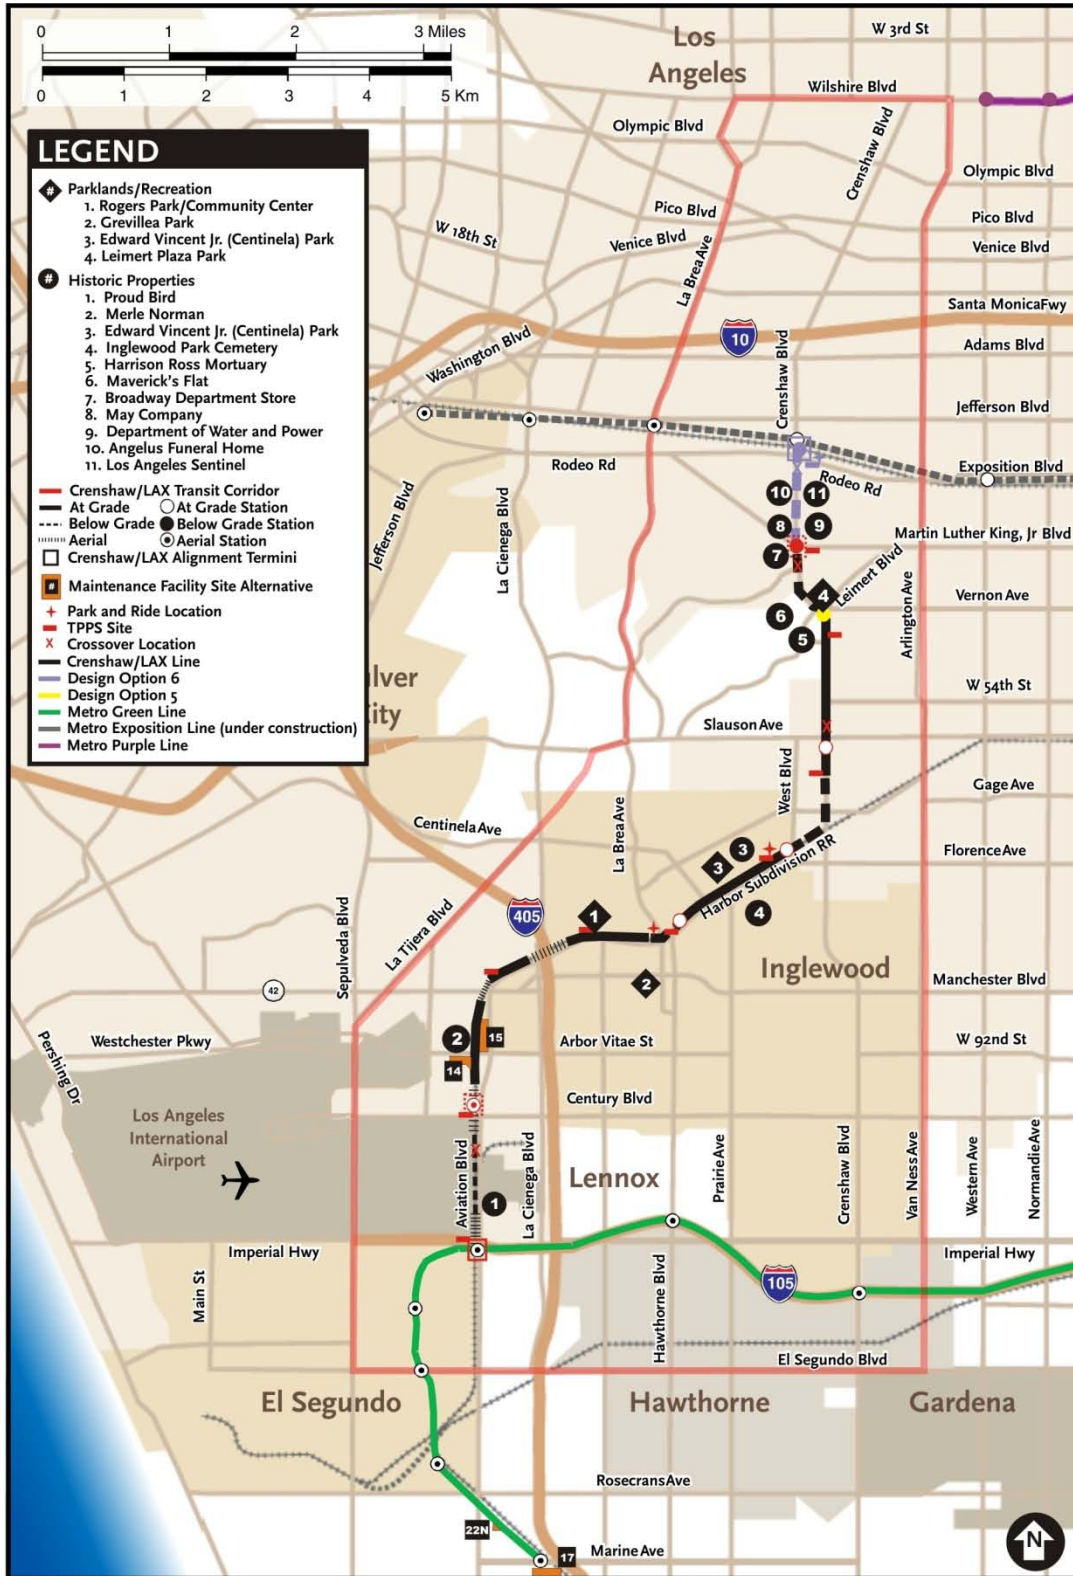 0 1 2 3 Miles
0 1 2 3 4 5 Km
LEGEND
# Parklands/Recreation
1. Rogers Park/Community Center
2. Grevillea Park
3. Edward Vincent Jr. (Centinela) Park
4. Leimert Plaza Park
# Historic Properties
1. Proud Bird
2. Merle Norman
3. Edward Vincent Jr. (Centinela) Park
4. Inglewood Park Cemetery
5. Harrison Ross Mortuary
6. Maverick's Flat
7. Broadway Department Store
8. May Company
9. Department of Water and Power
10. Angelus Funeral Home
11. Los Angeles Sentinel
Crenshaw/LAX Transit Corridor
At Grade At Grade Station
Below Grade Below Grade Station
Aerial Aerial Station
Crenshaw/LAX Alignment Termini
# Maintenance Facility Site Alternative
Park and Ride Location
TPPS Site
X Crossover Location
Crenshaw/LAX Line
Design Option 6
Design Option 5
Metro Green Line
Metro Exposition Line (under construction)
Metro Purple Line
Los
Angeles
W 3rd St
Wilshire Blvd
Olympic Blvd
Crenshaw Blvd
Olympic Blvd
Pico Blvd
Pico Blvd
W 18th St
Venice Blvd
Venice Blvd
La Brea Ave
Santa Monica Fwy
10
Adams Blvd
Washington Blvd
Crenshaw Blvd
Jefferson Blvd
Rodeo Rd
Exposition Blvd
Rodeo Rd
10
11
Jefferson Blvd
La Cienega Blvd
8
9
Martin Luther King, Jr Blvd
7
Leimert Blvd
4
Vernon Ave
6
5
Arlington Ave
ulver
City
W 54th St
Slauson Ave
West Blvd
Gage Ave
La Brea Ave
Centinela Ave
Florence Ave
3
3
Harbor Subdivision RR
4
1
405
La Tijera Blvd
Sepulveda Blvd
Inglewood
2
Manchester Blvd
42
Pershing Dr
Westchester Pkwy
2
15
14
Arbor Vitae St
W 92nd St
Century Blvd
Los Angeles
International
Airport
Aviation Blvd
La Cienega Blvd
1
Lennox
Prairie Ave
Crenshaw Blvd
Van Ness Ave
Western Ave
Normandie Ave
Imperial Hwy
Imperial Hwy
Main St
Hawthorne Blvd
105
El Segundo Blvd
El Segundo
Hawthorne
Gardena
Rosecrans Ave
22N
17
Marine Ave
N